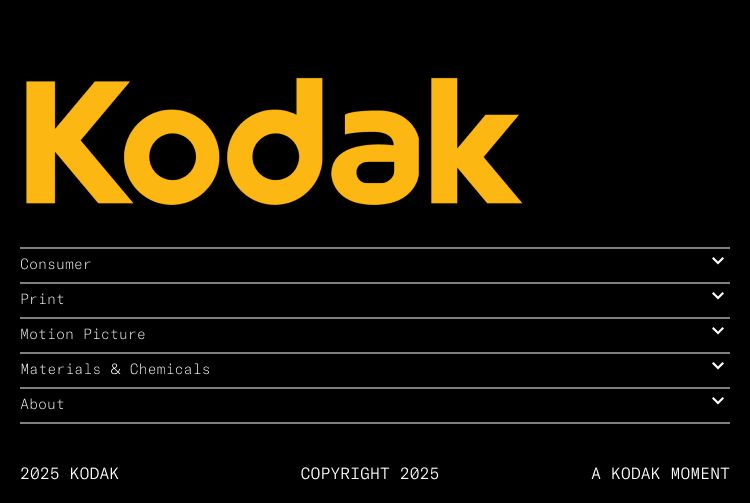 Kodak
Consumer
Print
Motion Picture
Materials & Chemicals
About
2025 KODAK COPYRIGHT 2025 A KODAK MOMENT